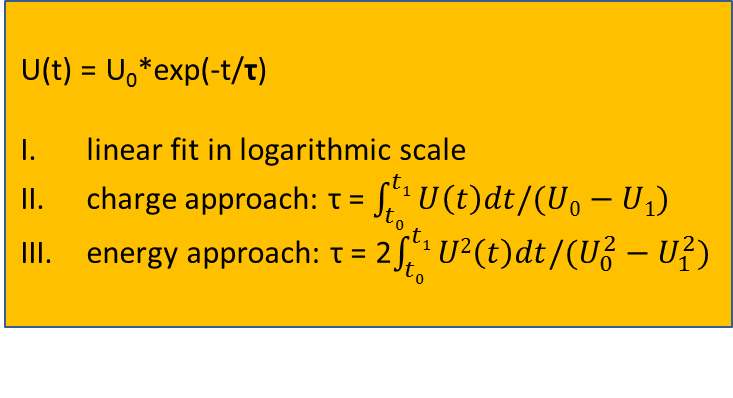 U(t) = U₀*exp(-t/τ)
I. linear fit in logarithmic scale
II. charge approach: τ = ∫_{t₀}^{t₁} U(t)dt/(U₀ − U₁)
III. energy approach: τ = 2∫_{t₀}^{t₁} U²(t)dt/(U₀² − U₁²)